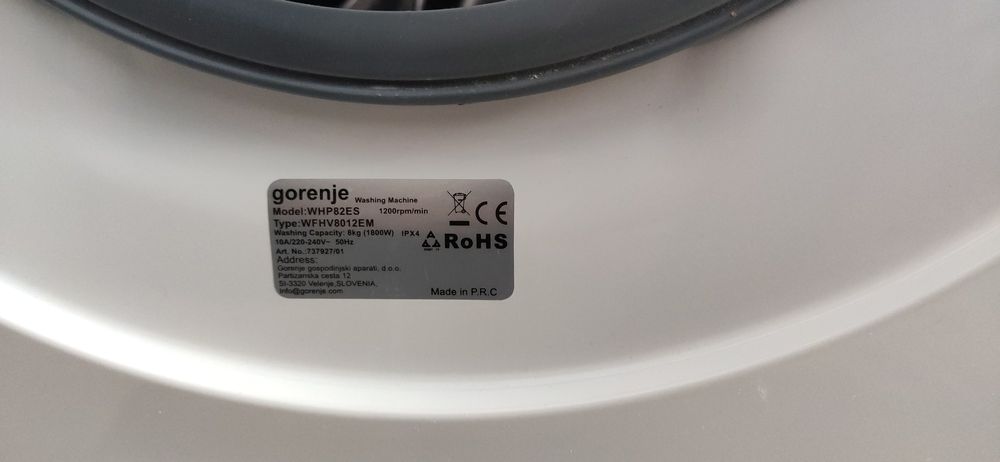 gorenje Washing Machine
Model:WHP82ES 1200rpm/min
Type:WFHV8012EM
Washing Capacity: 8kg (1800W) IPX4
10A/220-240V~ 50Hz
Art. No.:737927/01
CE
RoHS
Address:
Gorenje gospodinjski aparati, d.o.o.
Partizanska cesta 12
SI-3320 Velenje,SLOVENIA,
Info@gorenje.com
Made in P.R.C